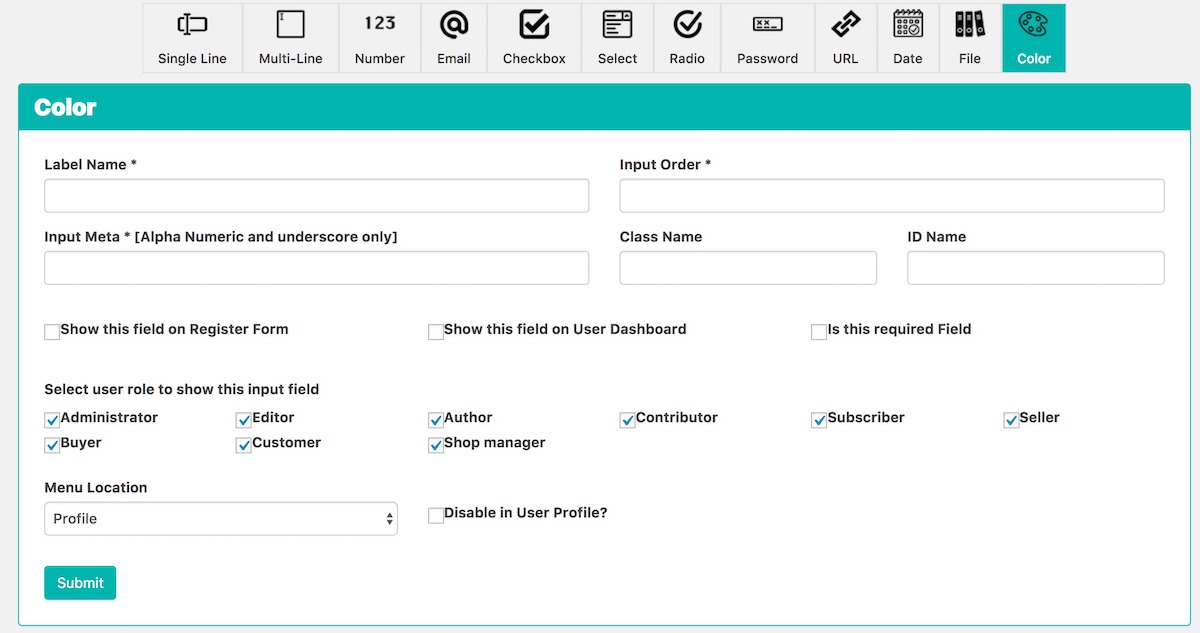 123
Single Line Multi-Line Number Email Checkbox Select Radio Password URL Date File Color
Color
Label Name * Input Order *
Input Meta * [Alpha Numeric and underscore only] Class Name ID Name
Show this field on Register Form Show this field on User Dashboard Is this required Field
Select user role to show this input field
Administrator Editor Author Contributor Subscriber Seller
Buyer Customer Shop manager
Menu Location
Profile Disable in User Profile?
Submit